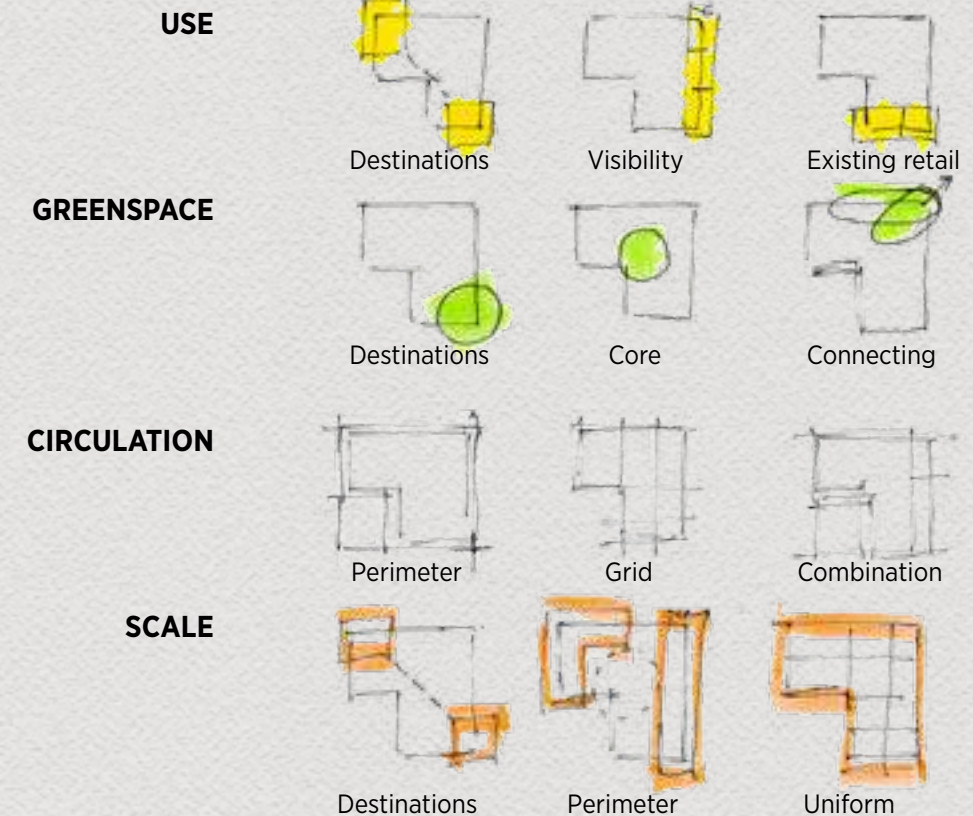 USE
Destinations Visibility Existing retail
GREENSPACE
Destinations Core Connecting
CIRCULATION
Perimeter Grid Combination
SCALE
Destinations Perimeter Uniform